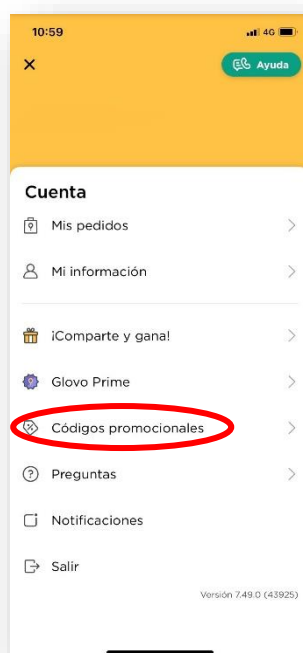 10:59
4G
Ayuda
Cuenta
Mis pedidos
Mi información
¡Comparte y gana!
Glovo Prime
Códigos promocionales
Preguntas
Notificaciones
Salir
Versión 7.49.0 (43925)